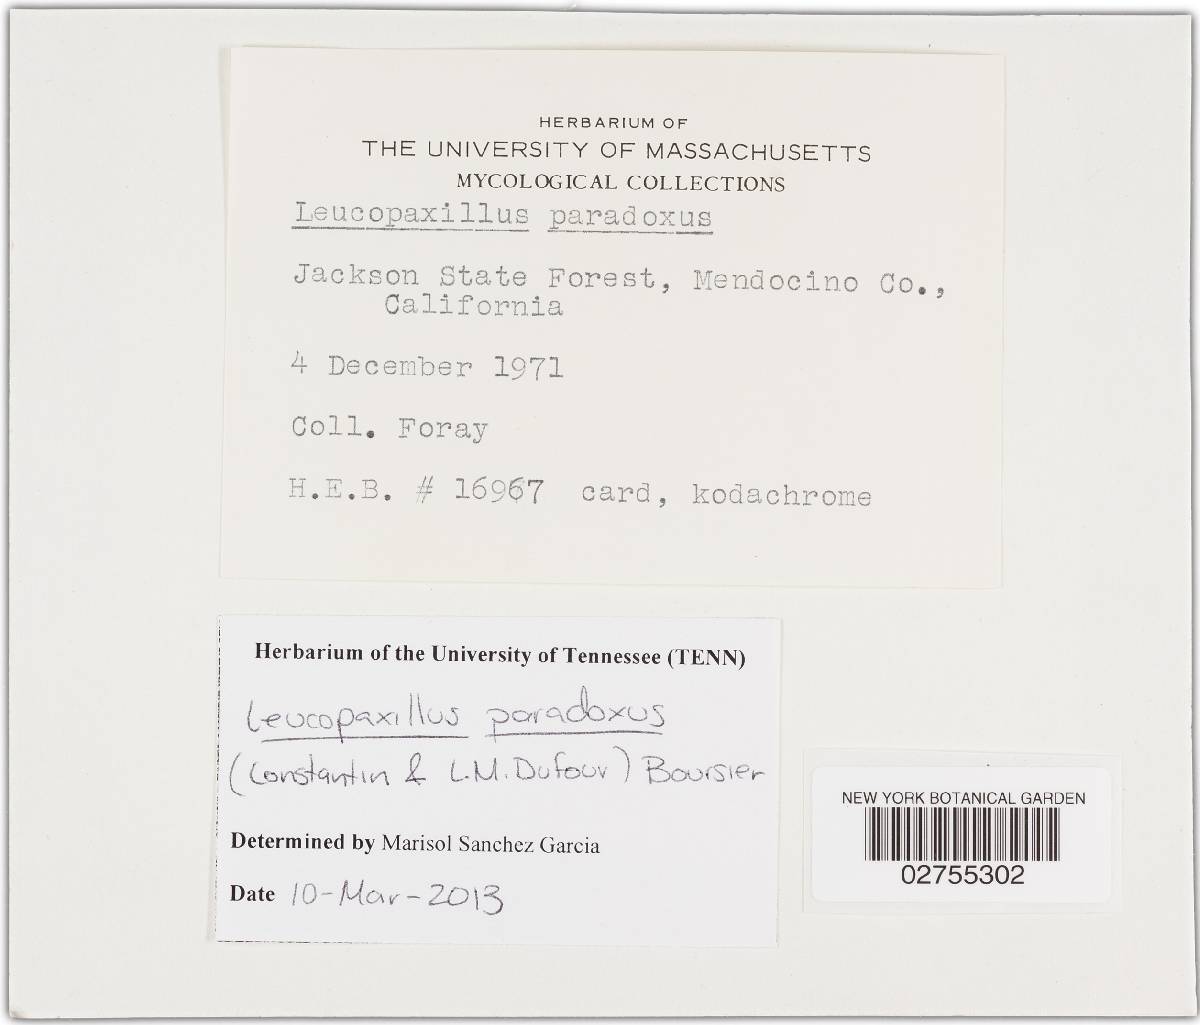 HERBARIUM OF
THE UNIVERSITY OF MASSACHUSETTS
MYCOLOGICAL COLLECTIONS
Leucopaxillus paradoxus
Jackson State Forest, Mendocino Co.,
California
4 December 1971
Coll. Foray
H.E.B. # 16967 card, kodachrome
Herbarium of the University of Tennessee (TENN)
Leucopaxillus paradoxus
(Constantin & L.M. Dufour) Boursier
Determined by Marisol Sanchez Garcia
Date 10-Mar-2013
NEW YORK BOTANICAL GARDEN
02755302